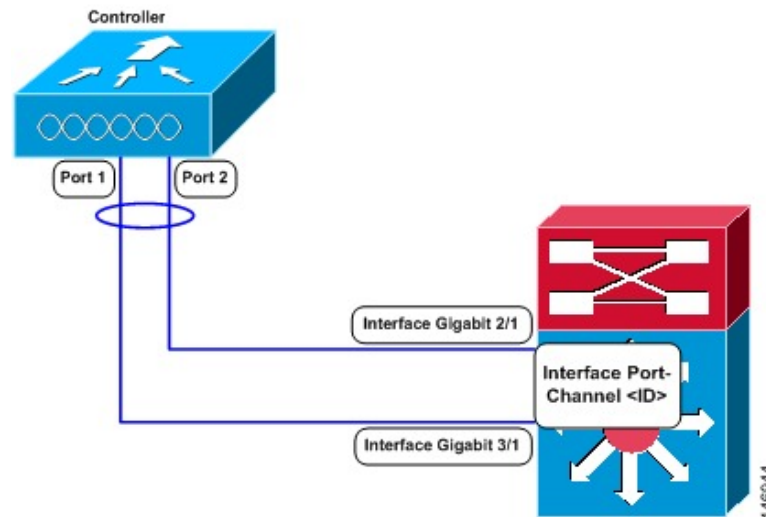 Controller
Port 1
Port 2
Interface Gigabit 2/1
Interface Port-
Channel <ID>
Interface Gigabit 3/1